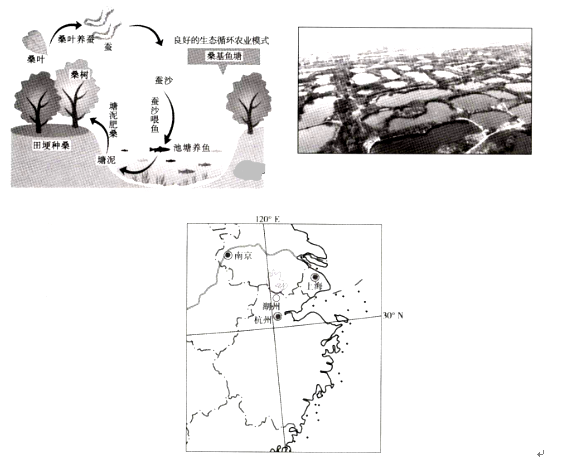 良好的生态循环农业模式
桑基鱼塘
桑叶养蚕
蚕
桑叶
桑树
蚕沙
蚕沙喂鱼
塘泥肥桑
田埂种桑
塘泥
池塘养鱼
120° E
南京
上海
湖州
杭州
30° N